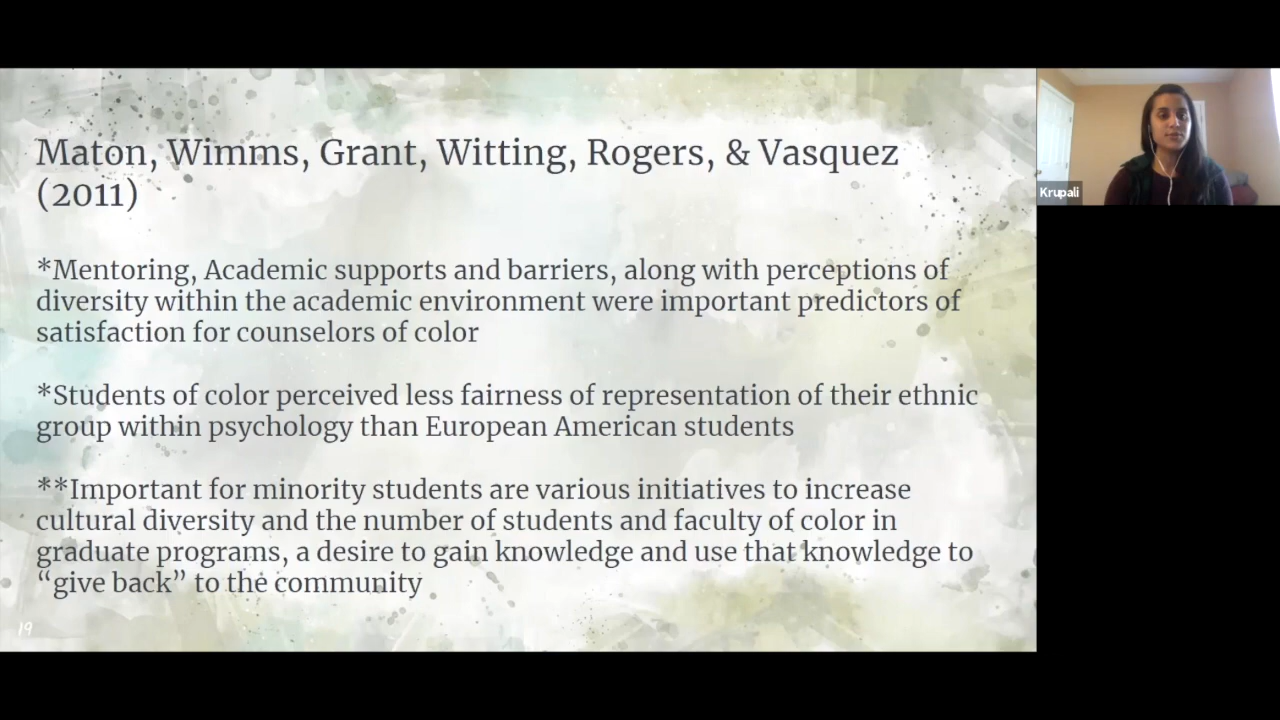 Maton, Wimms, Grant, Witting, Rogers, & Vasquez
(2011)
*Mentoring, Academic supports and barriers, along with perceptions of
diversity within the academic environment were important predictors of
satisfaction for counselors of color
*Students of color perceived less fairness of representation of their ethnic
group within psychology than European American students
**Important for minority students are various initiatives to increase
cultural diversity and the number of students and faculty of color in
graduate programs, a desire to gain knowledge and use that knowledge to
“give back” to the community
19
Krupali